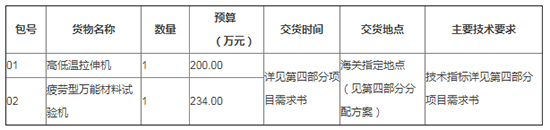 包号 货物名称 数量 预算（万元） 交货时间 交货地点 主要技术要求
01 高低温拉伸机 1 200.00 详见第四部分项目需求书 海关指定地点（见第四部分分配方案） 技术指标详见第四部分项目需求书
02 疲劳型万能材料试验机 1 234.00